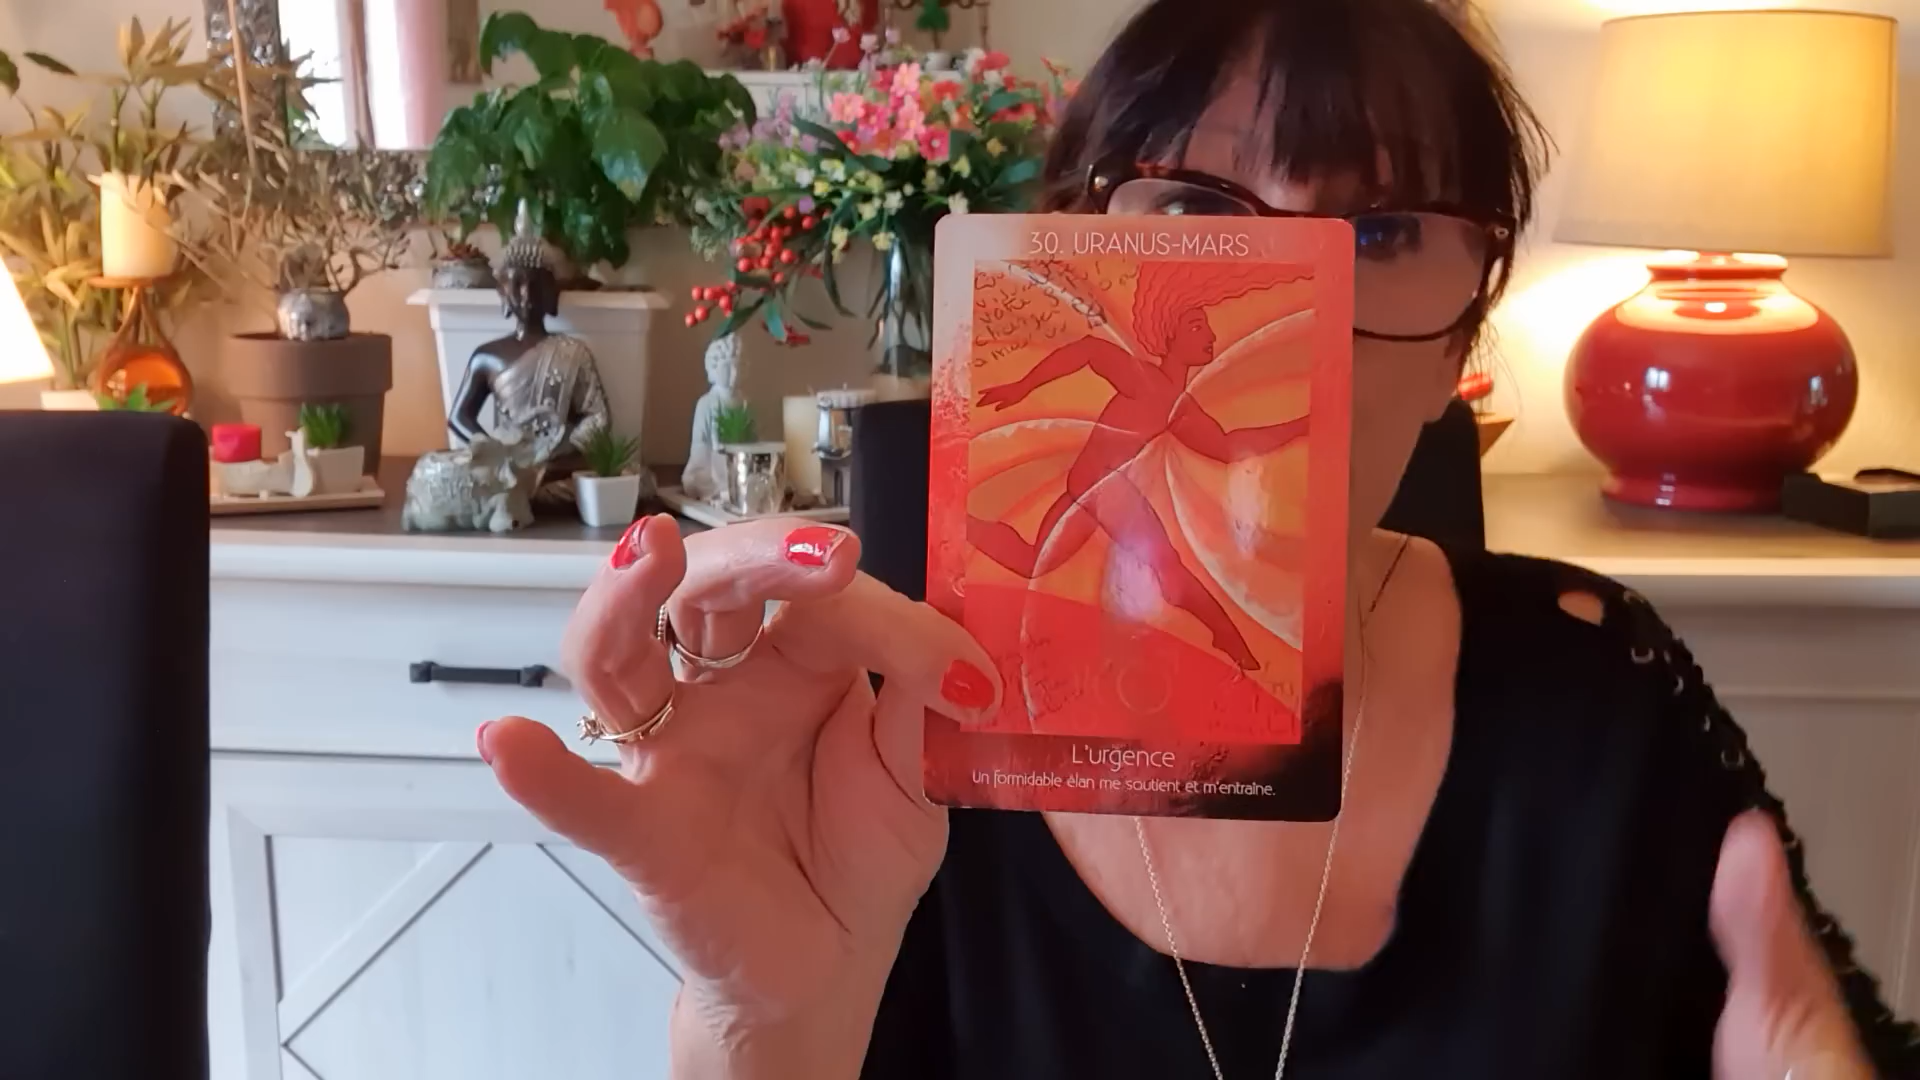 30. URANUS-MARS
L'urgence
Un formidable élan me soutient et m'entraîne.